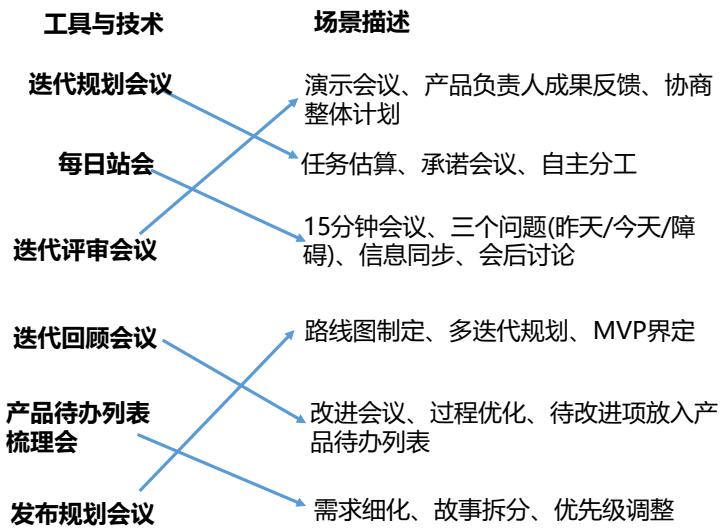 工具与技术
场景描述
迭代规划会议
演示会议、产品负责人成果反馈、协商
整体计划
每日站会
任务估算、承诺会议、自主分工
迭代评审会议
15分钟会议、三个问题(昨天/今天/障
碍)、信息同步、会后讨论
迭代回顾会议
路线图制定、多迭代规划、MVP界定
产品待办列表
梳理会
改进会议、过程优化、待改进项放入产
品待办列表
发布规划会议
需求细化、故事拆分、优先级调整